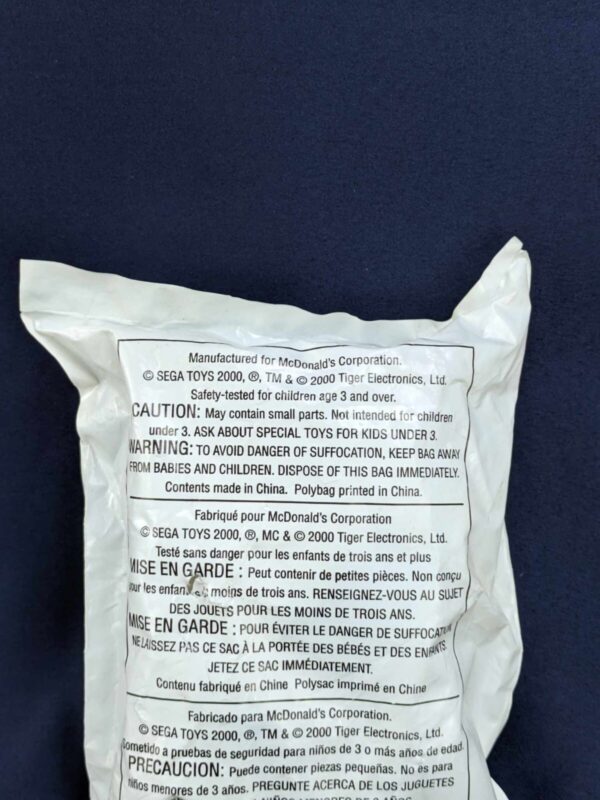 Manufactured for McDonald's Corporation.
© SEGA TOYS 2000, ®, TM & © 2000 Tiger Electronics, Ltd.
Safety-tested for children age 3 and over.
CAUTION: May contain small parts. Not intended for children
under 3. ASK ABOUT SPECIAL TOYS FOR KIDS UNDER 3.
WARNING: TO AVOID DANGER OF SUFFOCATION, KEEP BAG AWAY
FROM BABIES AND CHILDREN. DISPOSE OF THIS BAG IMMEDIATELY.
Contents made in China. Polybag printed in China.
Fabriqué pour McDonald's Corporation
© SEGA TOYS 2000, ®, MC & © 2000 Tiger Electronics, Ltd.
Testé sans danger pour les enfants de trois ans et plus
MISE EN GARDE : Peut contenir de petites pièces. Non conçu
pour les moins de trois ans. RENSEIGNEZ-VOUS AU SUJET
DES JOUETS POUR LES MOINS DE TROIS ANS.
MISE EN GARDE : POUR ÉVITER LE DANGER DE SUFFOCATION
NE LAISSEZ PAS CE SAC À LA PORTÉE DES BÉBÉS ET DES ENFANTS.
JETEZ CE SAC IMMÉDIATEMENT.
Contenu fabriqué en Chine Polysac imprimé en Chine
Fabricado para McDonald's Corporation.
© SEGA TOYS 2000, ®, TM & © 2000 Tiger Electronics, Ltd.
Sometido a pruebas de seguridad para niños de 3 o más años de edad.
PRECAUCION: Puede contener piezas pequeñas. No es para
niños menores de 3 años. PREGUNTE ACERCA DE LOS JUGUETES